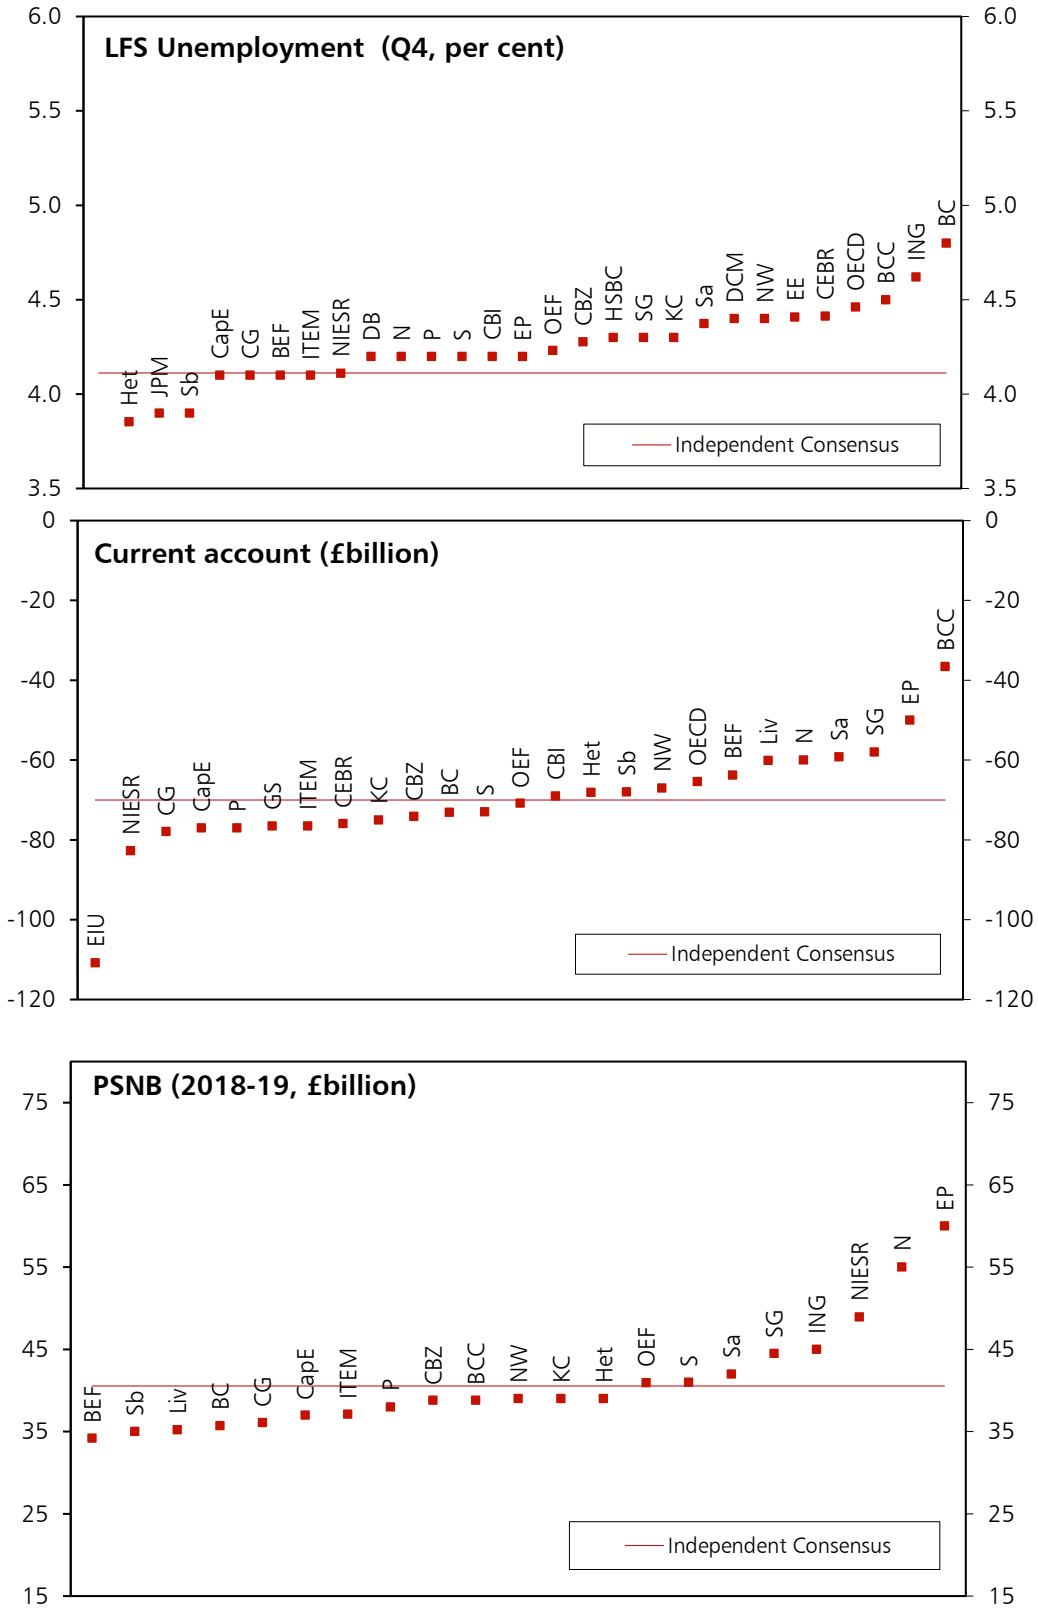 LFS Unemployment (Q4, per cent)
6.0 6.0
5.5 5.5
5.0 5.0
4.5 4.5
4.0 4.0
3.5 3.5
Het JPM Sb CapE CG BEF ITEM NIESR DB N P S CBI EP OEF CBZ HSBC SG KC Sa DCM NW EE CEBR OECD BCC ING BC
Independent Consensus
Current account (£billion)
0 0
-20 -20
-40 -40
-60 -60
-80 -80
-100 -100
-120 -120
EIU NIESR CG CapE P GS ITEM CEBR KC CBZ BC S OEF CBI Het Sb NW OECD BEF Liv N Sa SG EP BCC
Independent Consensus
PSNB (2018-19, £billion)
75 75
65 65
55 55
45 45
35 35
25 25
15 15
BEF Sb Liv BC CG CapE ITEM P CBZ BCC NW KC Het OEF S Sa SG ING NIESR N EP
Independent Consensus